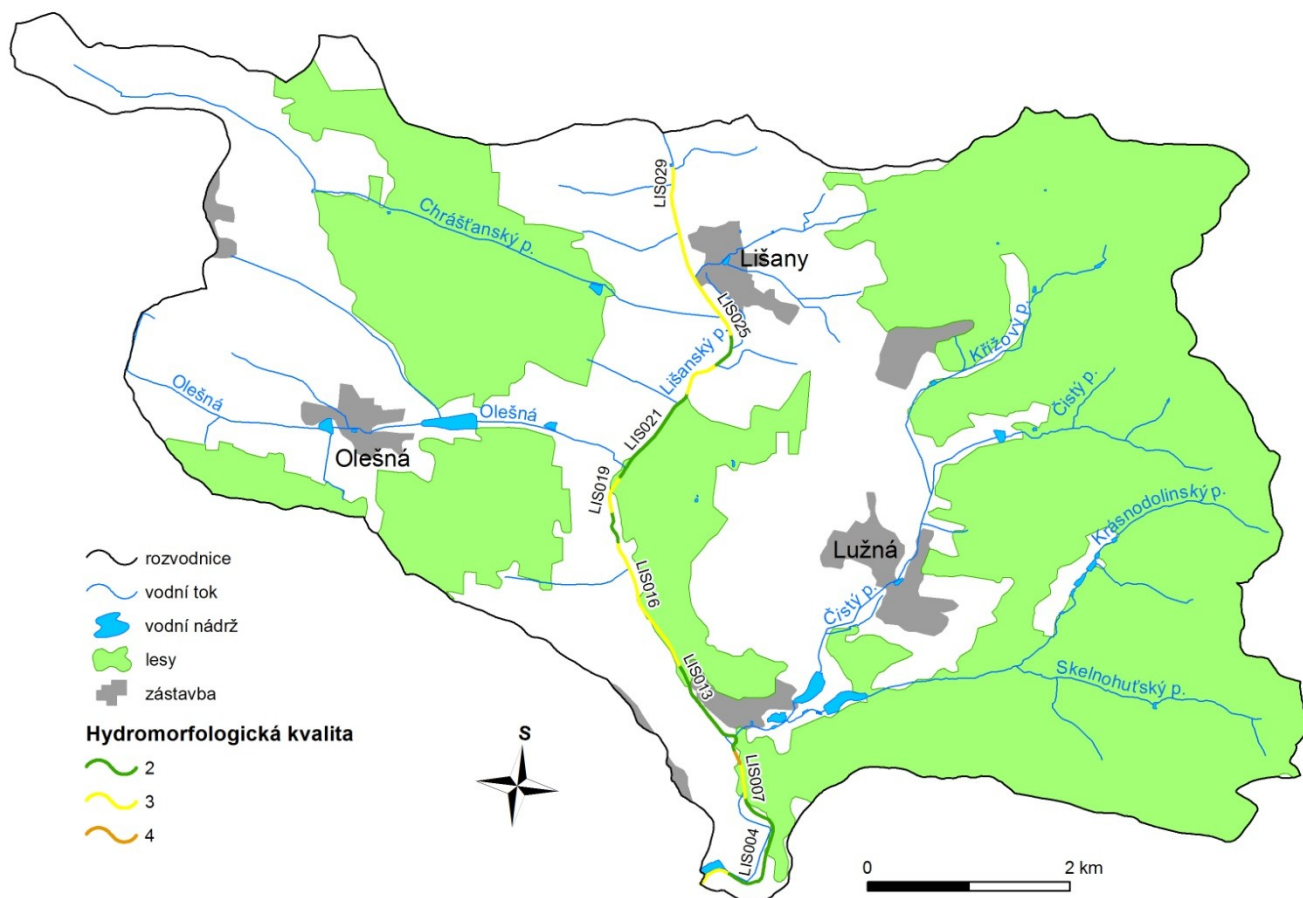 LIS029
Chrášťanský p.
Lišany
LIS025
Křížový p.
Lišanský p.
Čistý p.
Olešná
Olešná
LIS021
Olešná
LIS019
Krásnodolinský p.
Lužná
LIS016
Čistý p.
LIS013
Skelnohuťský p.
LIS007
LIS004
rozvodnice
vodní tok
vodní nádrž
lesy
zástavba
Hydromorfologická kvalita
2
3
4
S
0 2 km